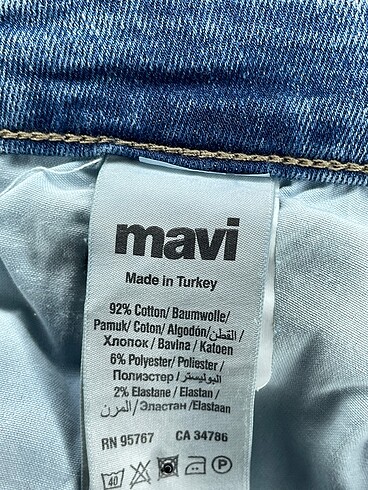 mavi
Made in Turkey
92% Cotton/ Baumwolle/
Pamuk/ Coton/ Algodón/القطن/
Хлопок / Bavina / Katoen
6% Polyester/ Poliester /
Полиэстер / البوليستر/
2% Elastane / Elastan /
المرن / Эластан /Elastaan
RN 95767 CA 34786
40 P